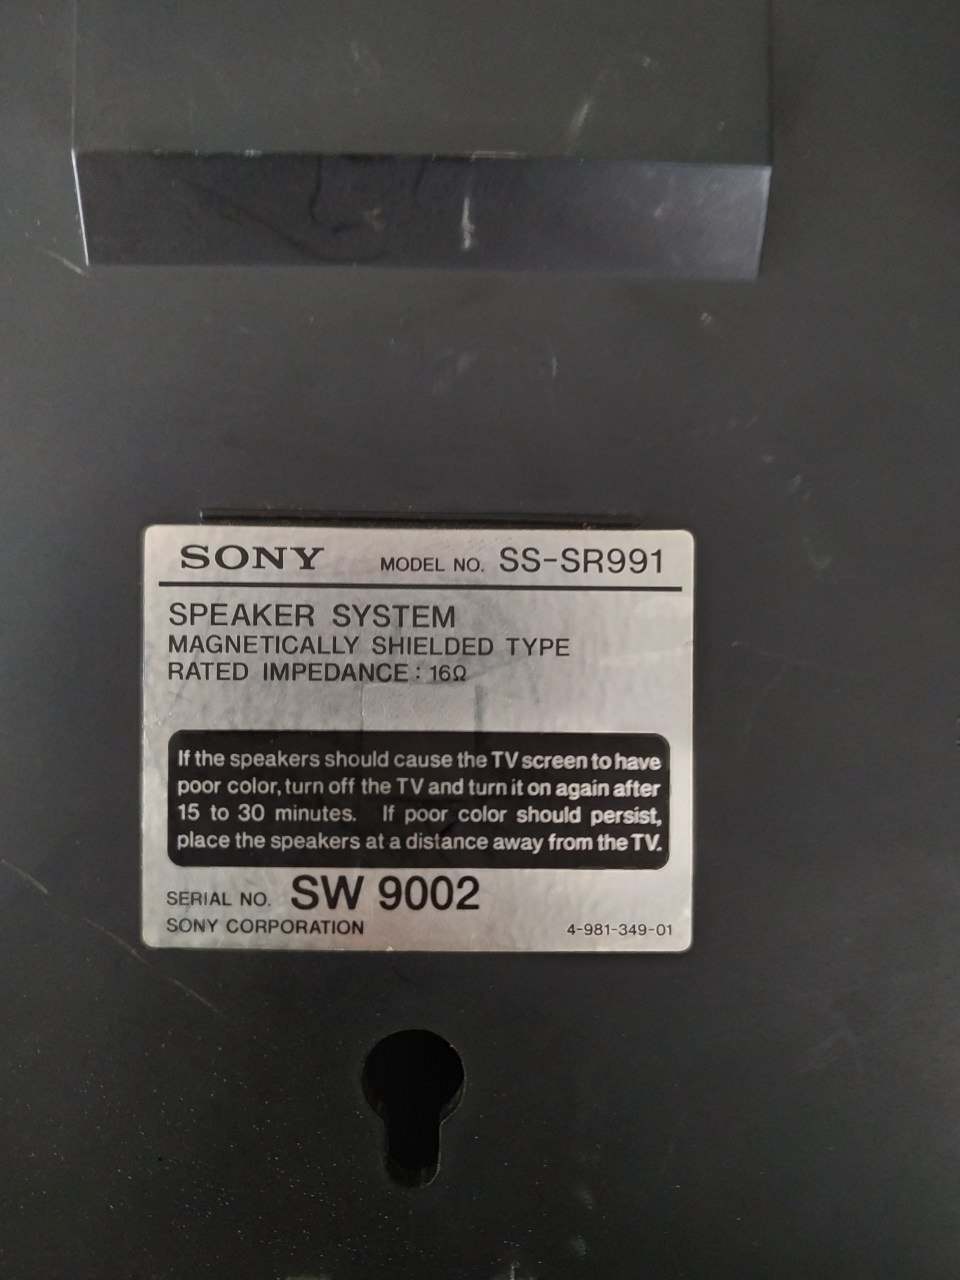 SONY MODEL NO. SS-SR991
SPEAKER SYSTEM
MAGNETICALLY SHIELDED TYPE
RATED IMPEDANCE : 16Ω
If the speakers should cause the TV screen to have
poor color, turn off the TV and turn it on again after
15 to 30 minutes. If poor color should persist,
place the speakers at a distance away from the TV.
SERIAL NO. SW 9002
SONY CORPORATION 4-981-349-01